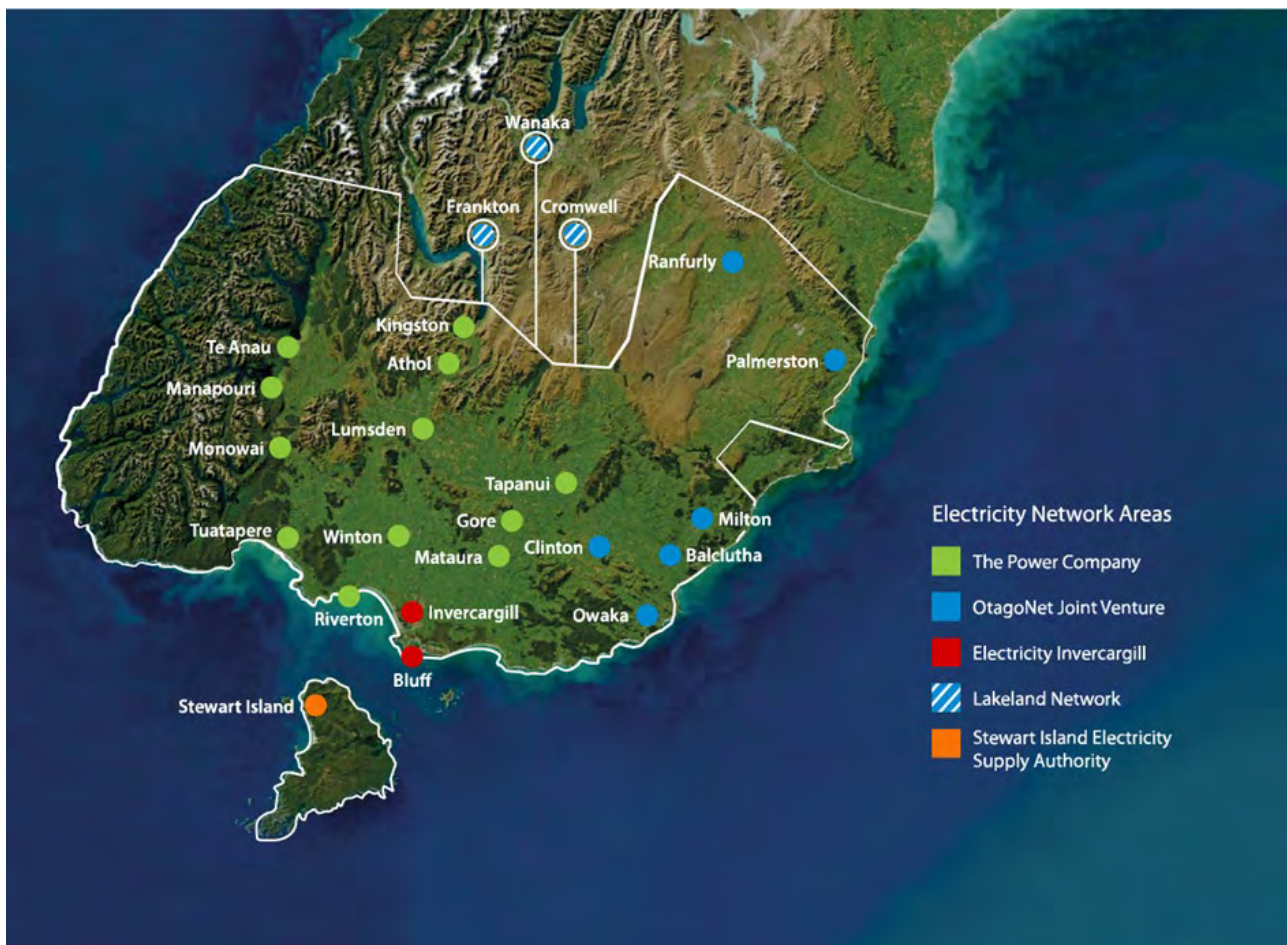 Wanaka
Frankton
Cromwell
Ranfurly
Kingston
Te Anau
Athol
Palmerston
Manapouri
Lumsden
Monowai
Tapanui
Gore
Milton
Tuatapere
Winton
Clinton
Mataura
Balclutha
Riverton
Invercargill
Owaka
Bluff
Stewart Island
Electricity Network Areas
The Power Company
OtagoNet Joint Venture
Electricity Invercargill
Lakeland Network
Stewart Island Electricity
Supply Authority